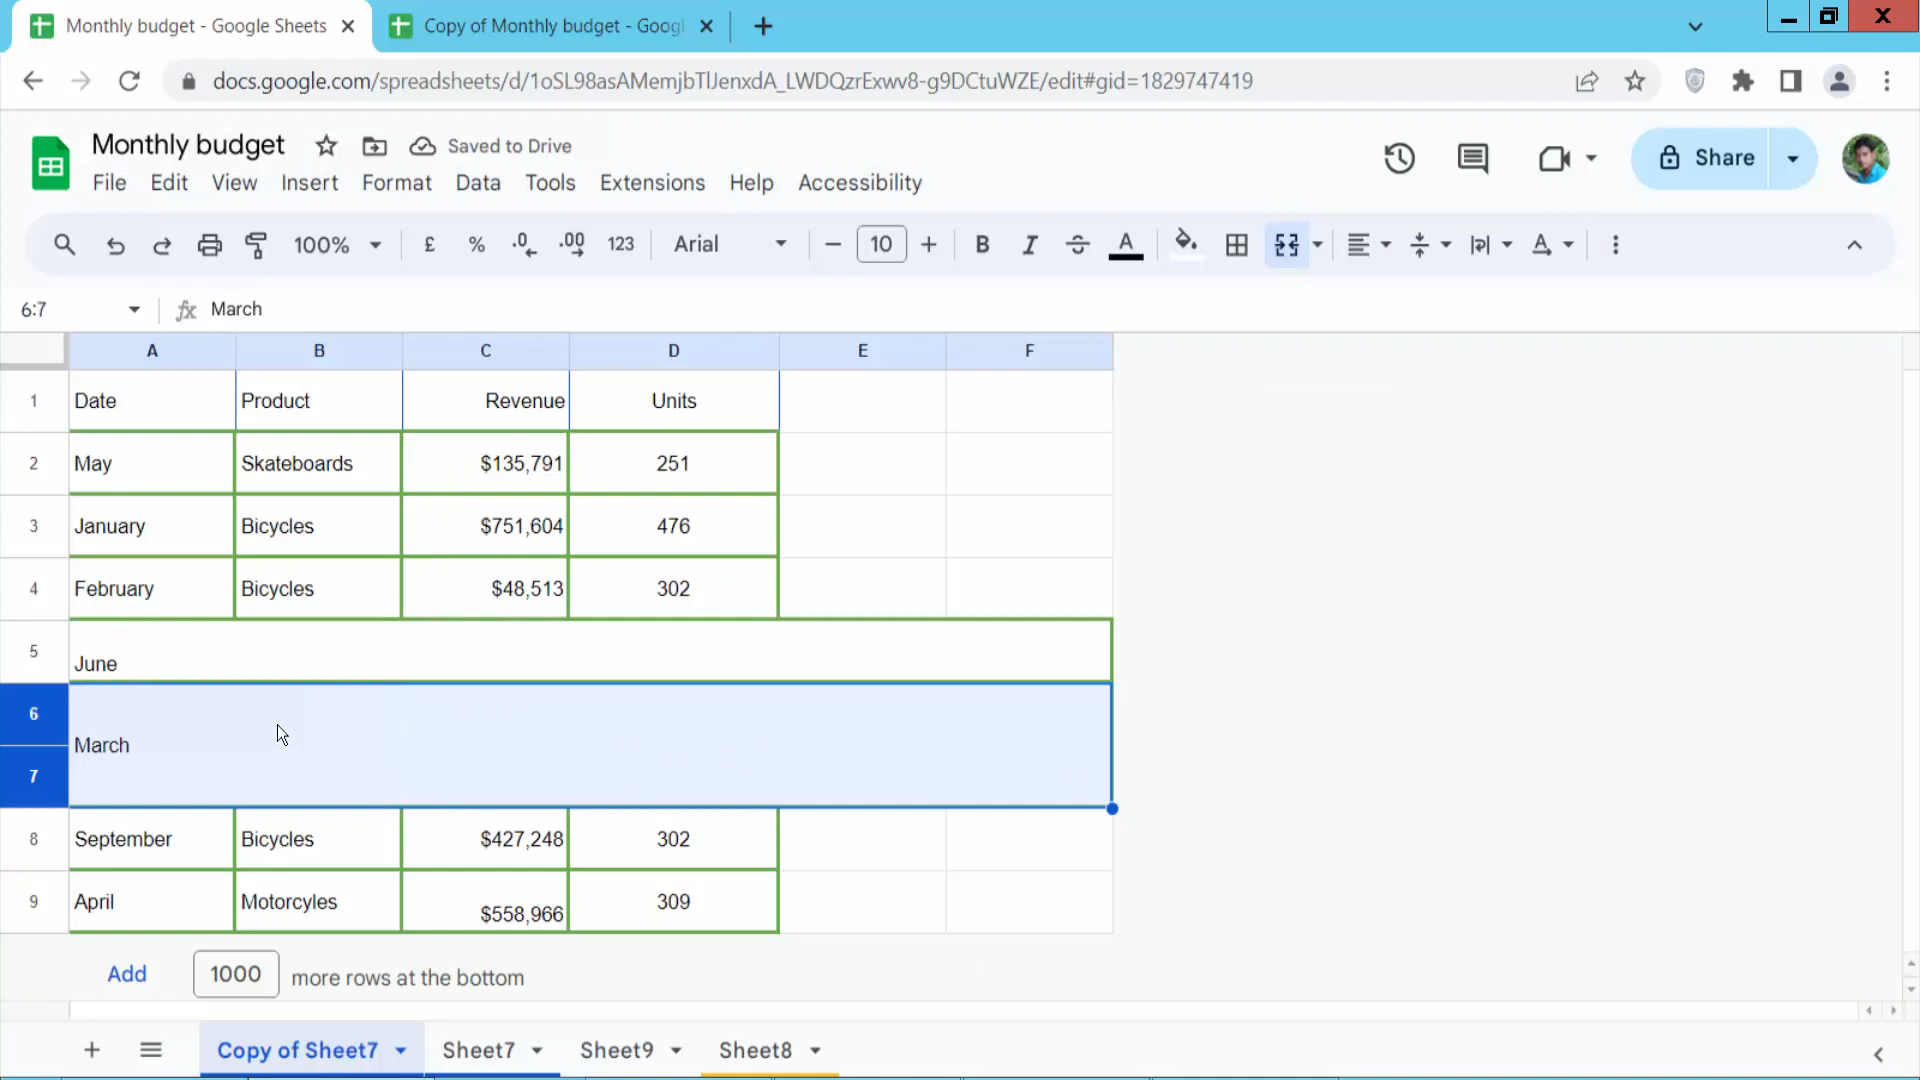 Monthly budget - Google Sheets
Copy of Monthly budget - Googl
docs.google.com/spreadsheets/d/1oSL98asAMemjbTlJenxdA_LWDQzrExwv8-g9DCtuWZE/edit#gid=1829747419
Monthly budget
Saved to Drive
Share
File Edit View Insert Format Data Tools Extensions Help Accessibility
100% £ % .0 .00 123 Arial 10 B I A A
6:7 fx March
A B C D E F
1 Date Product Revenue Units
2 May Skateboards $135,791 251
3 January Bicycles $751,604 476
4 February Bicycles $48,513 302
5 June
6
March
7
8 September Bicycles $427,248 302
9 April Motorcyles $558,966 309
Add 1000 more rows at the bottom
Copy of Sheet7 Sheet7 Sheet9 Sheet8